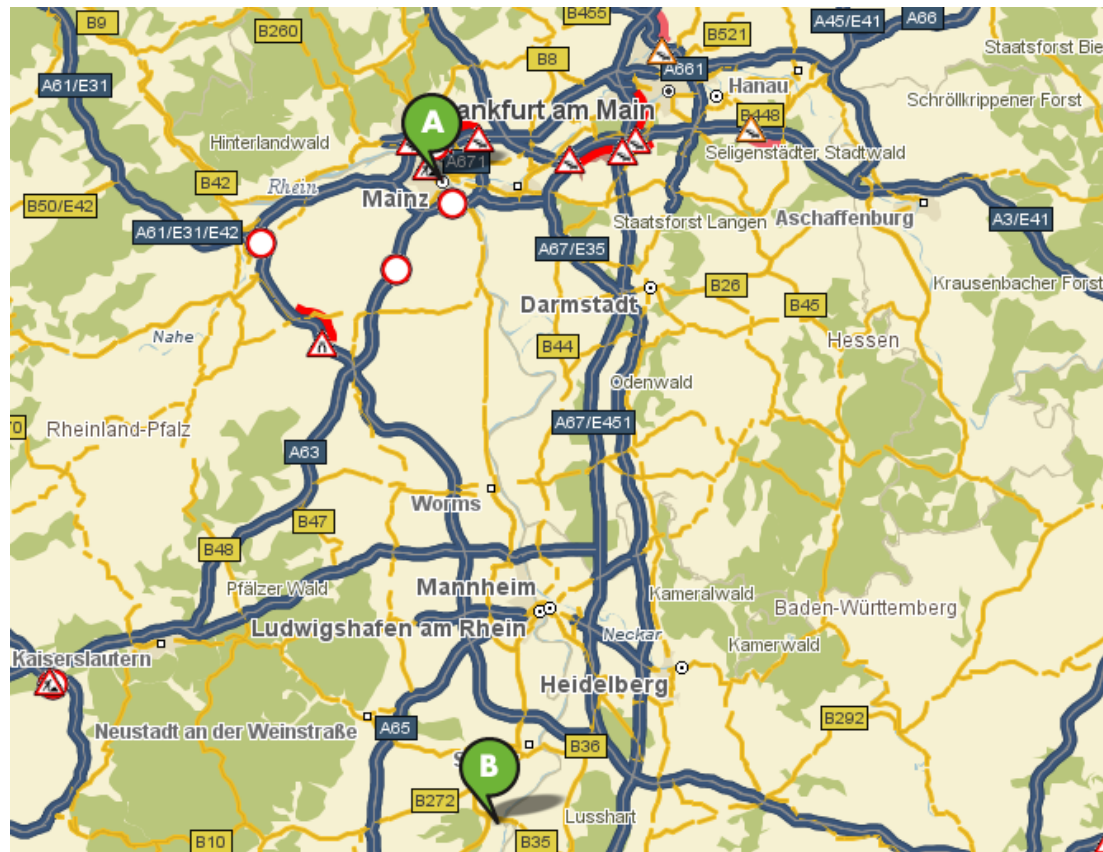 B9
B260
B455
B521
A45/E41
A66
Staatsforst Bie
A61/E31
B8
A661
Hanau
Schröllkrippener Forst
ankfurt am Main
B448
Hinterlandwald
A
A671
Seligenstädter Stadtwald
B42
Rhein
Mainz
B50/E42
Staatsforst Langen
Aschaffenburg
A3/E41
A61/E31/E42
A67/E35
Krausenbacher Forst
B26
Darmstadt
B45
Nahe
B44
Hessen
Odenwald
Rheinland-Pfalz
70
A67/E451
A63
Worms
B47
B48
Pfälzer Wald
Mannheim
Kameralwald
Baden-Württemberg
Ludwigshafen am Rhein
Neckar
Kamerwald
Kaiserslautern
Heidelberg
B292
Neustadt an der Weinstraße
A65
B36
S
B
B272
Lusshart
B10
B35